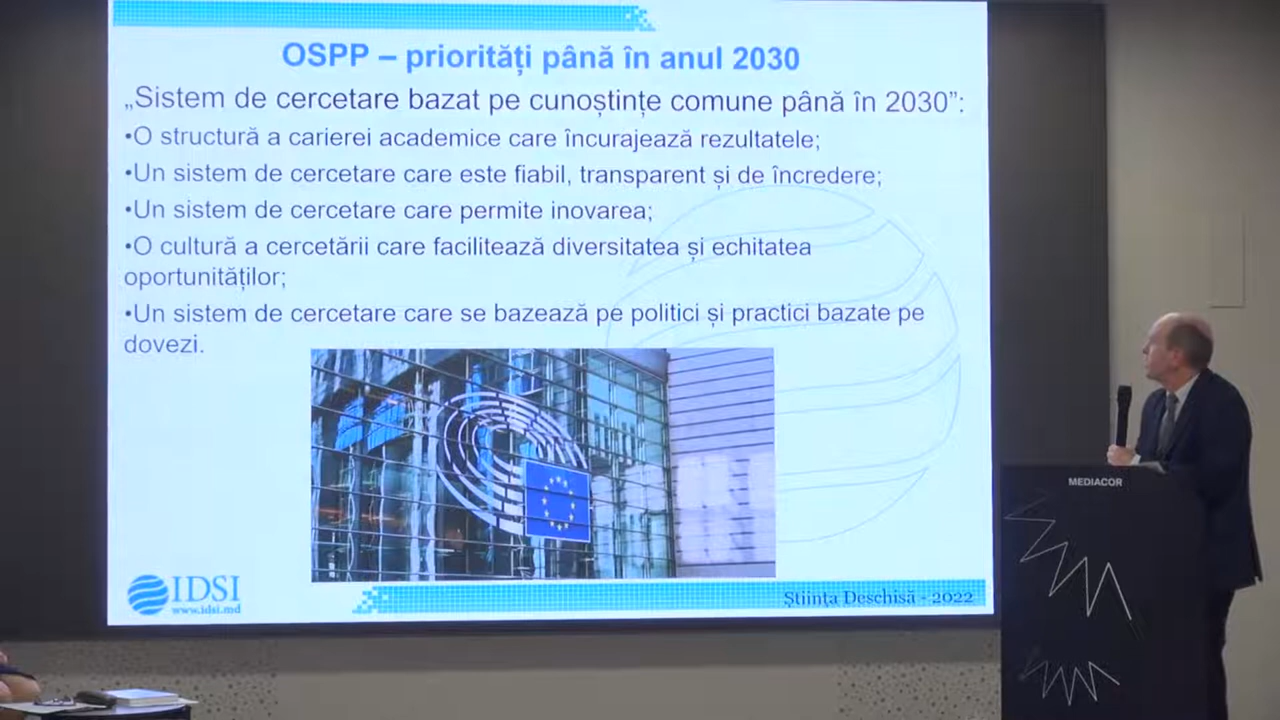 OSPP – priorități până în anul 2030
„Sistem de cercetare bazat pe cunoștințe comune până în 2030”:
•O structură a carierei academice care încurajează rezultatele;
•Un sistem de cercetare care este fiabil, transparent și de încredere;
•Un sistem de cercetare care permite inovarea;
•O cultură a cercetării care facilitează diversitatea și echitatea
oportunităților;
•Un sistem de cercetare care se bazează pe politici și practici bazate pe
dovezi.
IDSI
www.idsi.md
Știința Deschisă - 2022
MEDIACOR